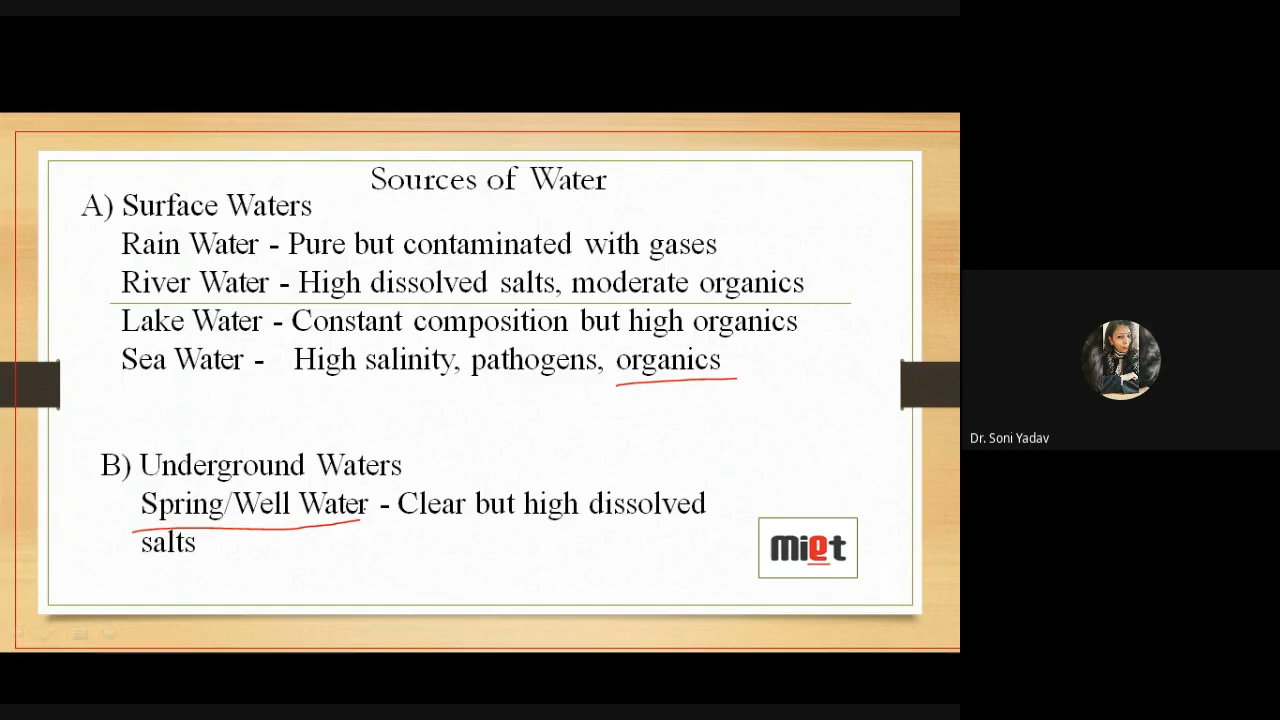 Sources of Water
A) Surface Waters
Rain Water - Pure but contaminated with gases
River Water - High dissolved salts, moderate organics
Lake Water - Constant composition but high organics
Sea Water - High salinity, pathogens, organics
B) Underground Waters
Spring/Well Water - Clear but high dissolved
salts
miet
Dr. Soni Yadav